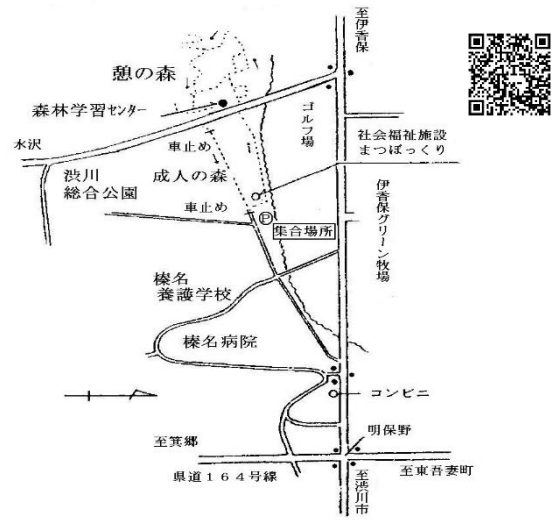 至伊香保
憩の森
森林学習センター
ゴルフ場
水沢
車止め
社会福祉施設
まつぼっくり
渋川
総合公園
成人の森
車止め
Ⓟ
集合場所
伊香保グリーン牧場
榛名
養護学校
榛名病院
コンビニ
明保野
至箕郷
至東吾妻町
県道164号線
至渋川市